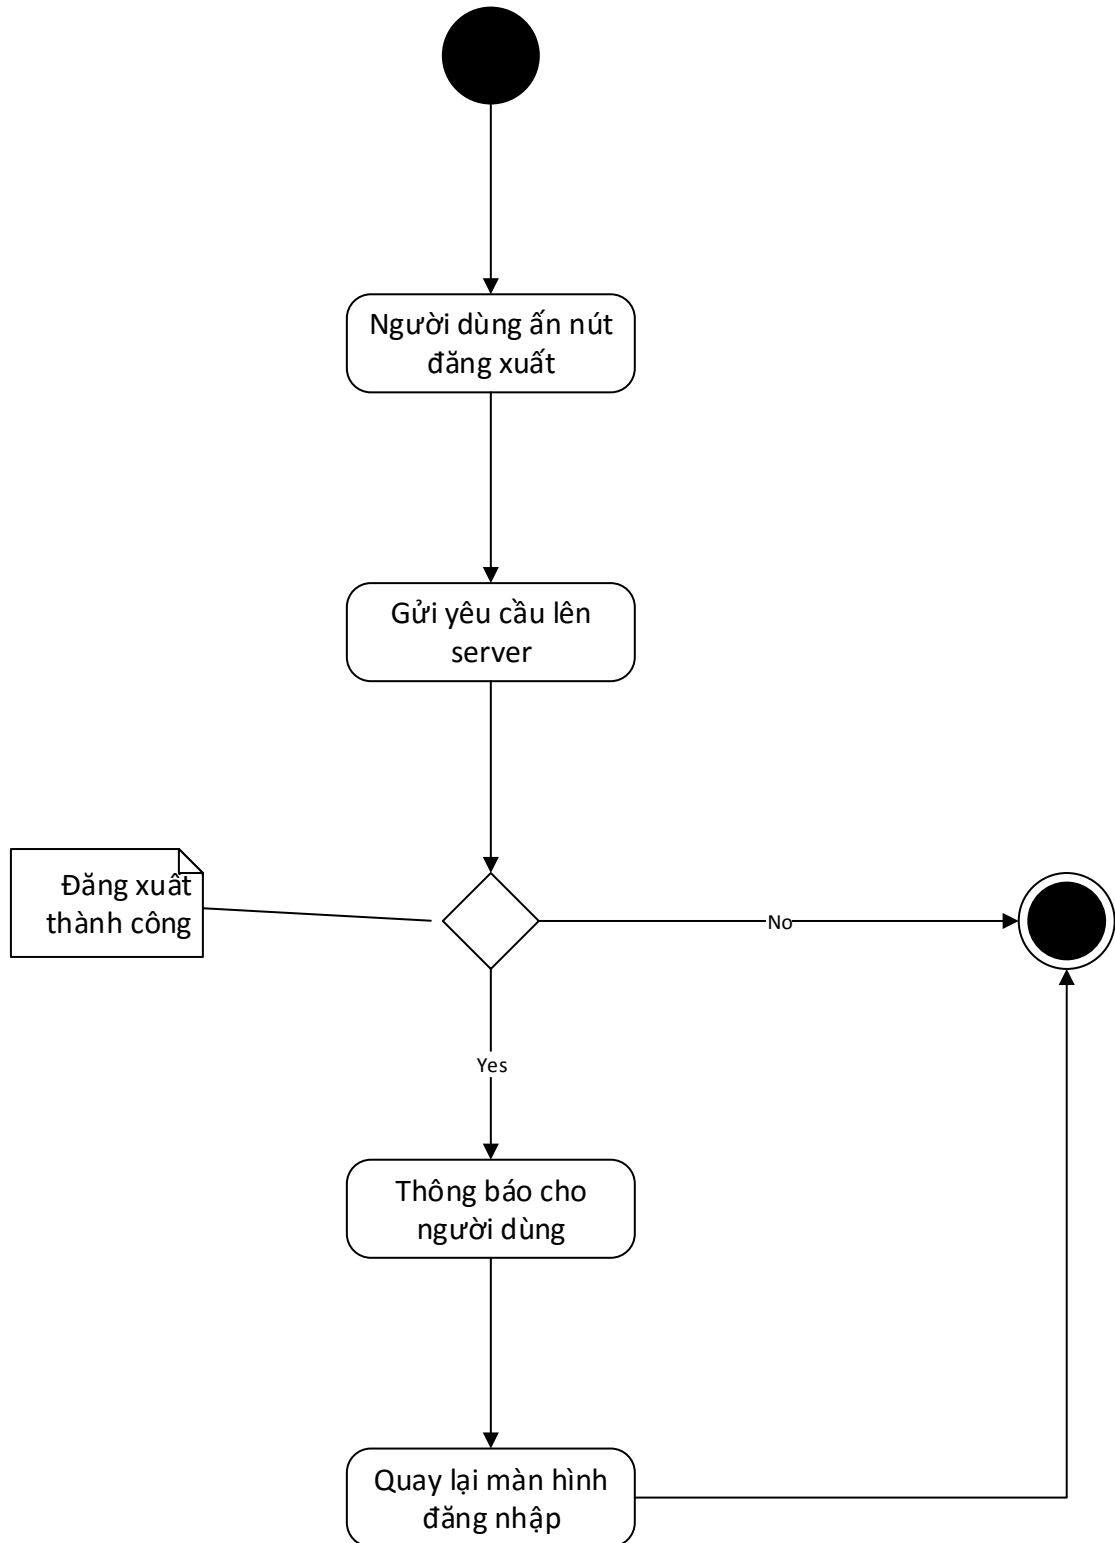 Người dùng ấn nút
đăng xuất
Gửi yêu cầu lên
server
Đăng xuất
thành công
No
Yes
Thông báo cho
người dùng
Quay lại màn hình
đăng nhập